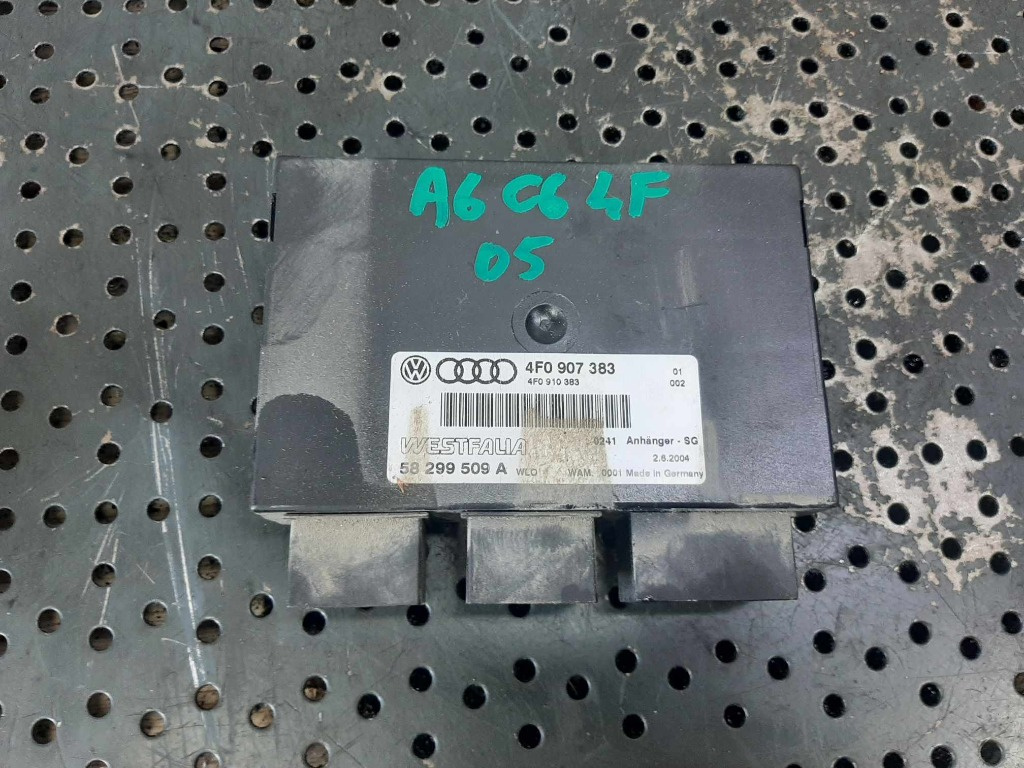 A6 C6 4F
05
4F0 907 383 01
4F0 910 383 002
WESTFALIA 0241 Anhänger - SG
2.6.2004
58 299 509 A WLD WAM. 0001 Made in Germany